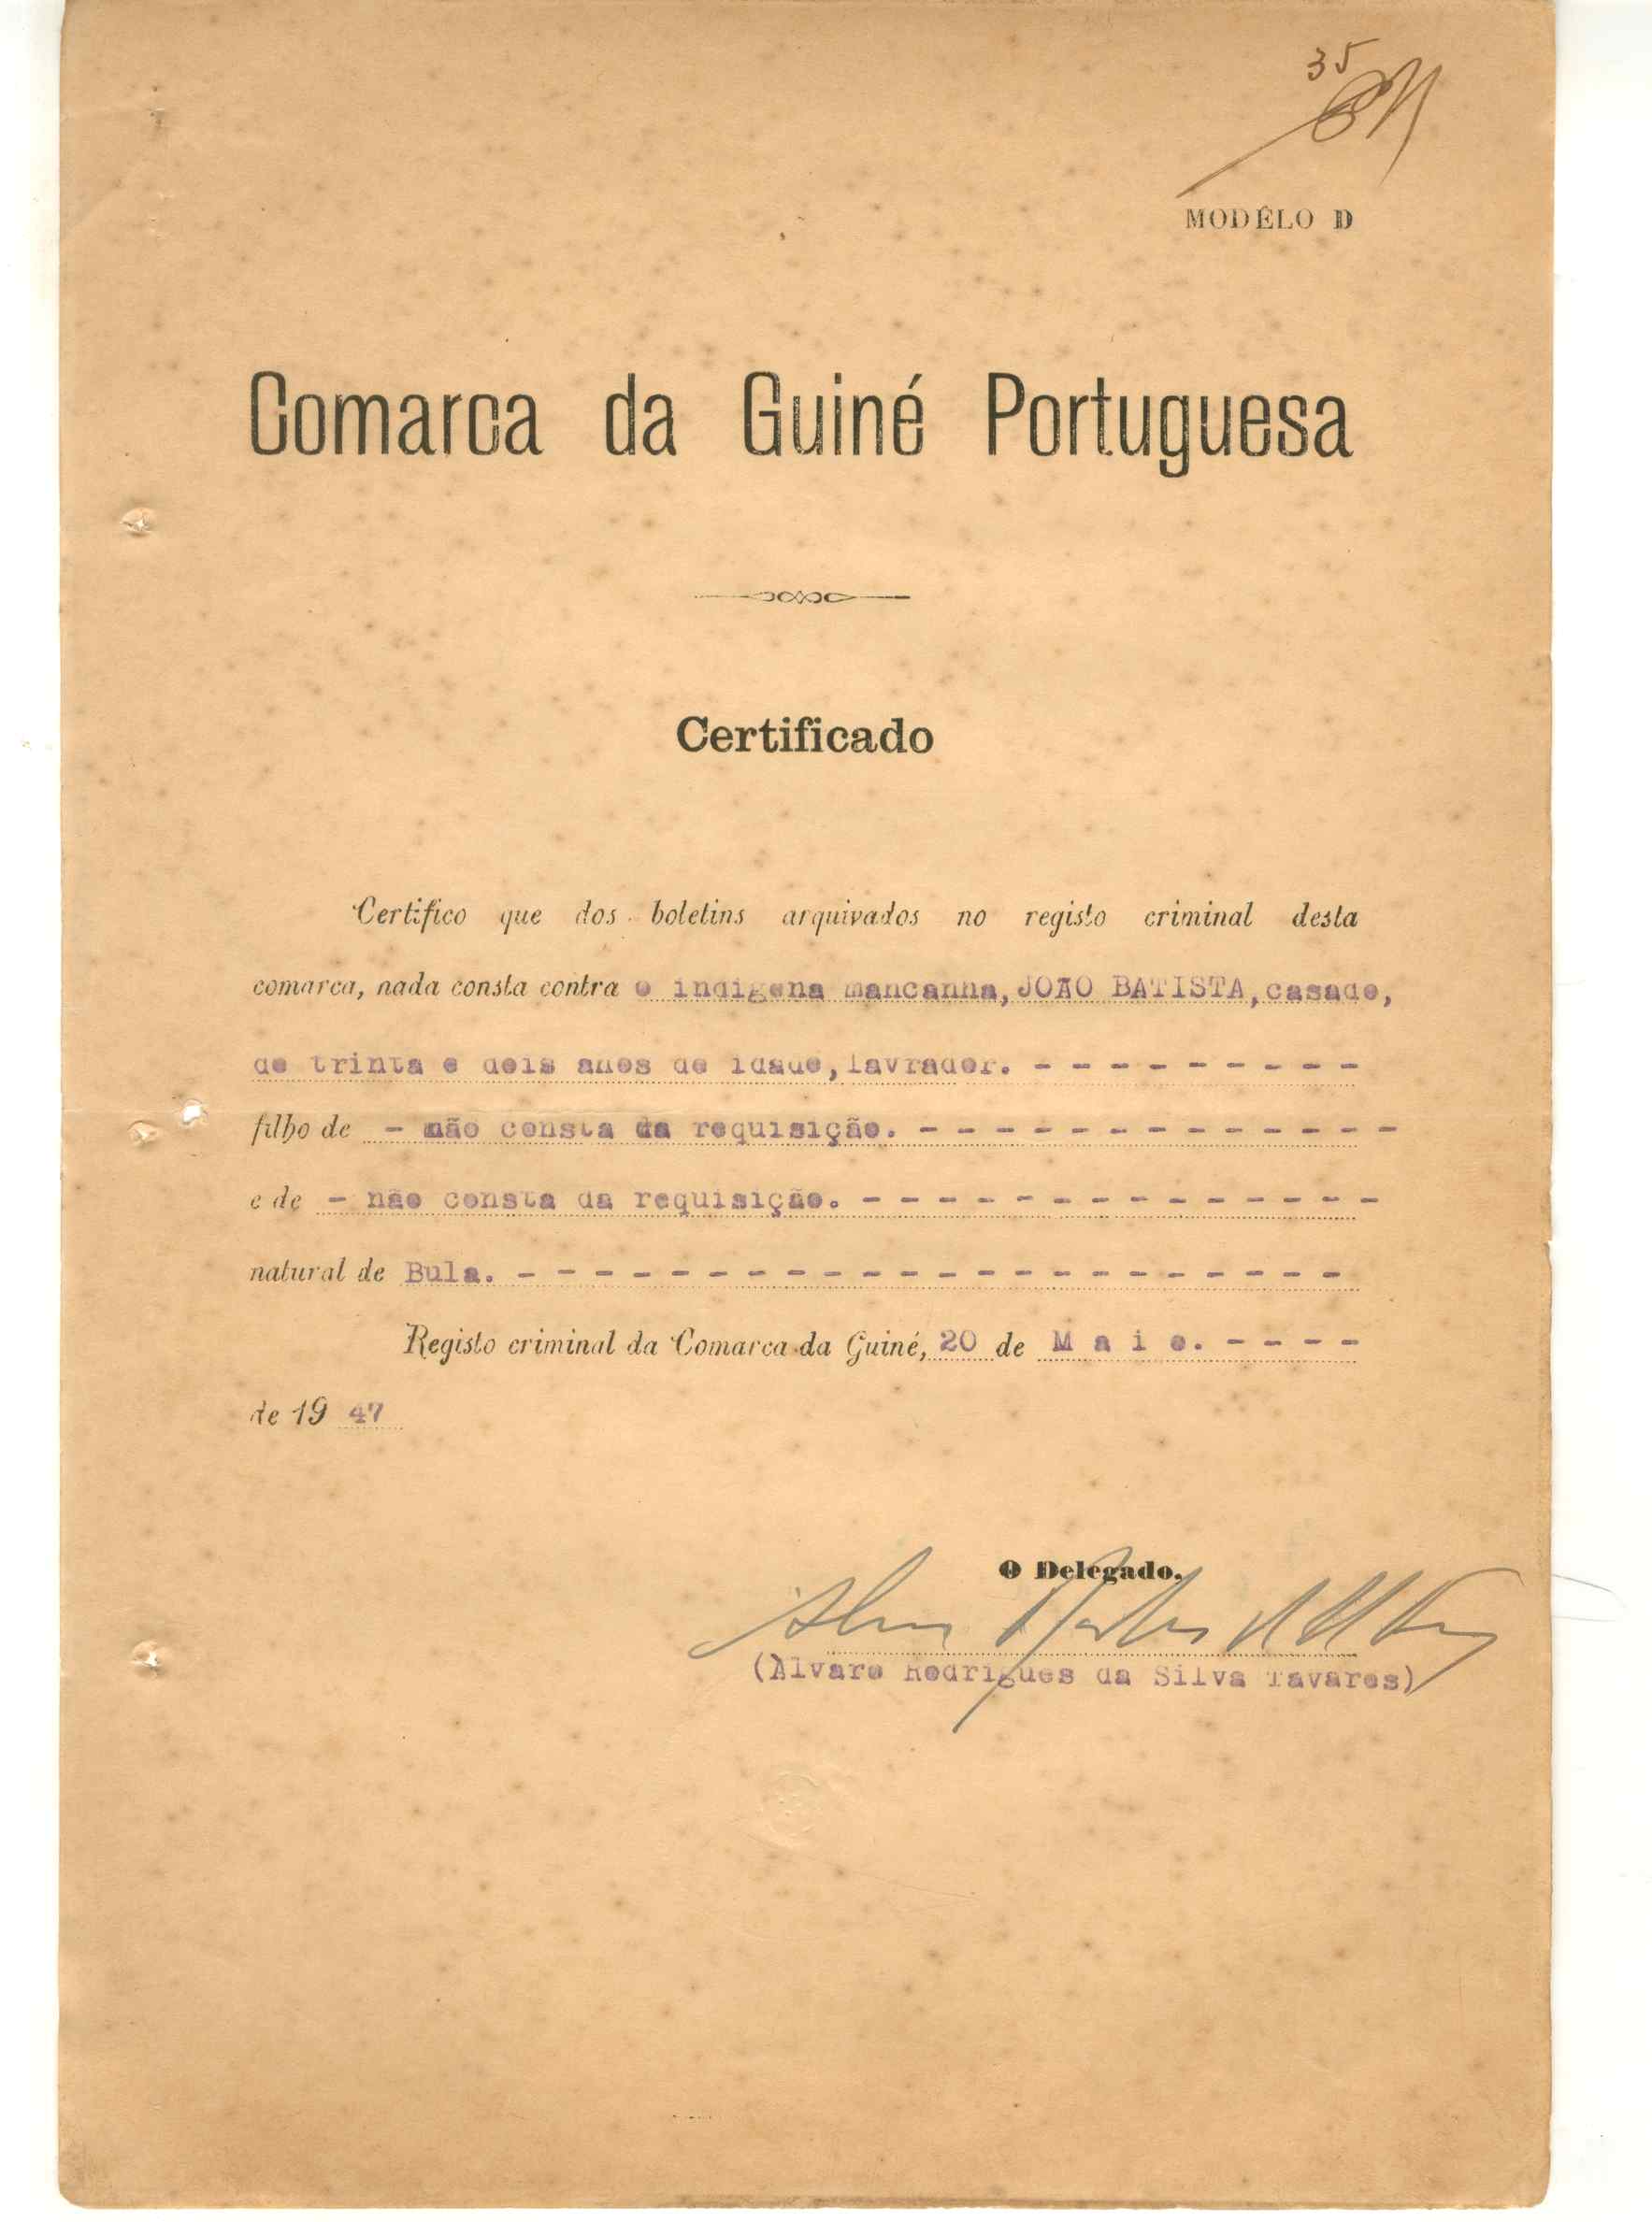 35
MODÊLO D
Comarca da Guiné Portuguesa
Certificado
Certifico que dos boletins arquivados no registo criminal desta
comarca, nada consta contra o indigena mancanha, JOÃO BATISTA, casado,
de trinta e dois anos de idade, lavrador. - - - - - - - - -
filho de - não consta da requisição. - - - - - - - - - - - - -
e de - não consta da requisição. - - - - - - - - - - - - - -
natural de Bula. - - - - - - - - - - - - - - - - - - - - - -
Registo criminal da Comarca da Guiné, 20 de M a i o. - - - -
de 19 47
O Delegado,
(Alvaro Rodrigues da Silva Tavares)